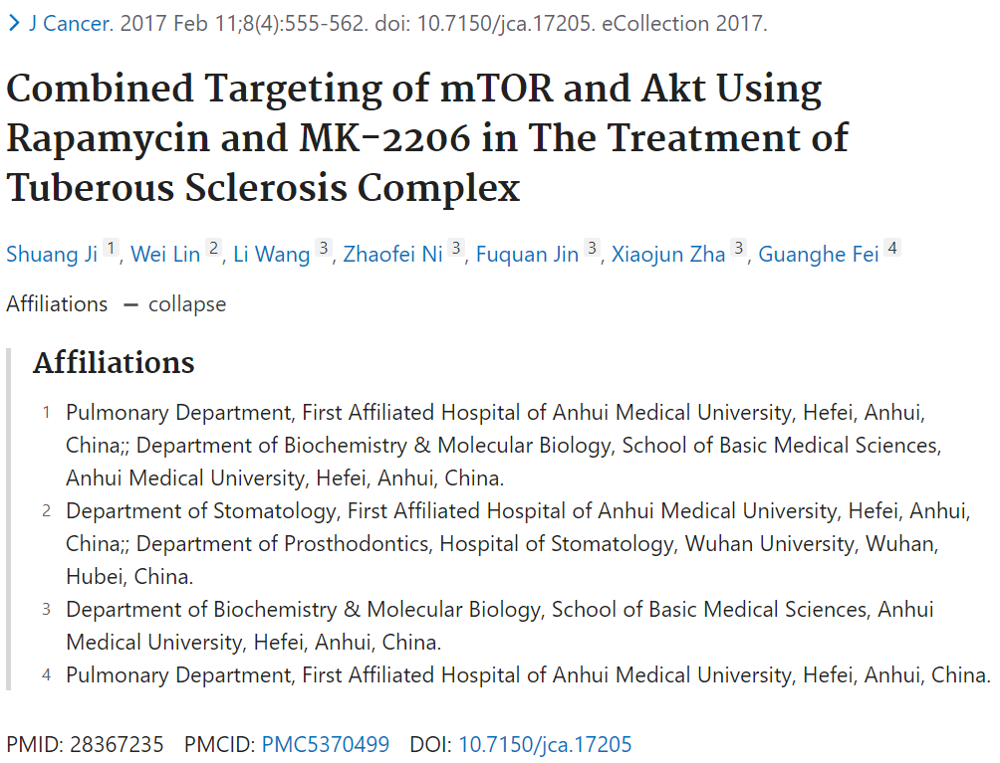 > J Cancer. 2017 Feb 11;8(4):555-562. doi: 10.7150/jca.17205. eCollection 2017.
Combined Targeting of mTOR and Akt Using
Rapamycin and MK-2206 in The Treatment of
Tuberous Sclerosis Complex
Shuang Ji 1, Wei Lin 2, Li Wang 3, Zhaofei Ni 3, Fuquan Jin 3, Xiaojun Zha 3, Guanghe Fei 4
Affiliations − collapse
Affiliations
1 Pulmonary Department, First Affiliated Hospital of Anhui Medical University, Hefei, Anhui,
China;; Department of Biochemistry & Molecular Biology, School of Basic Medical Sciences,
Anhui Medical University, Hefei, Anhui, China.
2 Department of Stomatology, First Affiliated Hospital of Anhui Medical University, Hefei, Anhui,
China;; Department of Prosthodontics, Hospital of Stomatology, Wuhan University, Wuhan,
Hubei, China.
3 Department of Biochemistry & Molecular Biology, School of Basic Medical Sciences, Anhui
Medical University, Hefei, Anhui, China.
4 Pulmonary Department, First Affiliated Hospital of Anhui Medical University, Hefei, Anhui, China.
PMID: 28367235 PMCID: PMC5370499 DOI: 10.7150/jca.17205